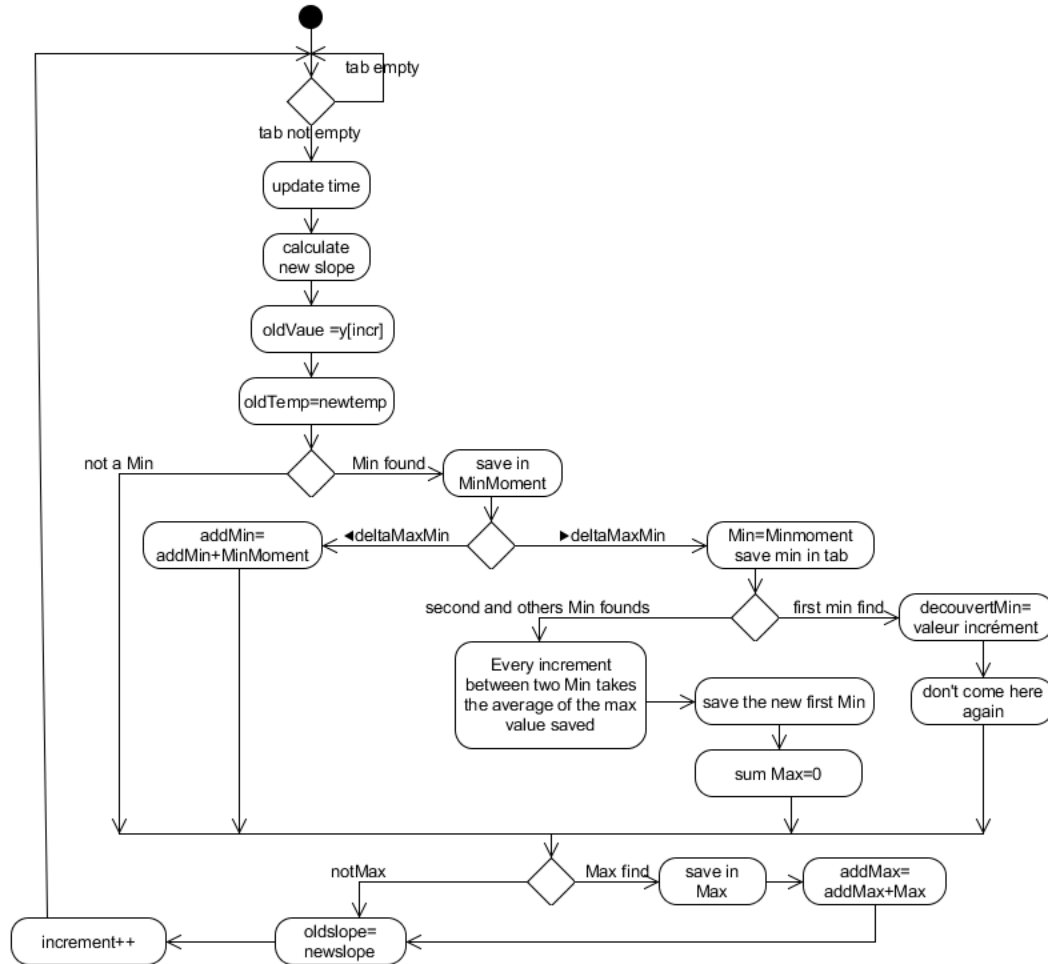 tab empty
tab not empty
update time
calculate
new slope
oldVaue =y[incr]
oldTemp=newtemp
not a Min
Min found
save in
MinMoment
addMin=
addMin+MinMoment
◄deltaMaxMin
►deltaMaxMin
Min=Minmoment
save min in tab
second and others Min founds
first min find
decouvertMin=
valeur incrément
Every increment
between two Min takes
the average of the max
value saved
save the new first Min
don't come here
again
sum Max=0
notMax
Max find
save in
Max
addMax=
addMax+Max
increment++
oldslope=
newslope